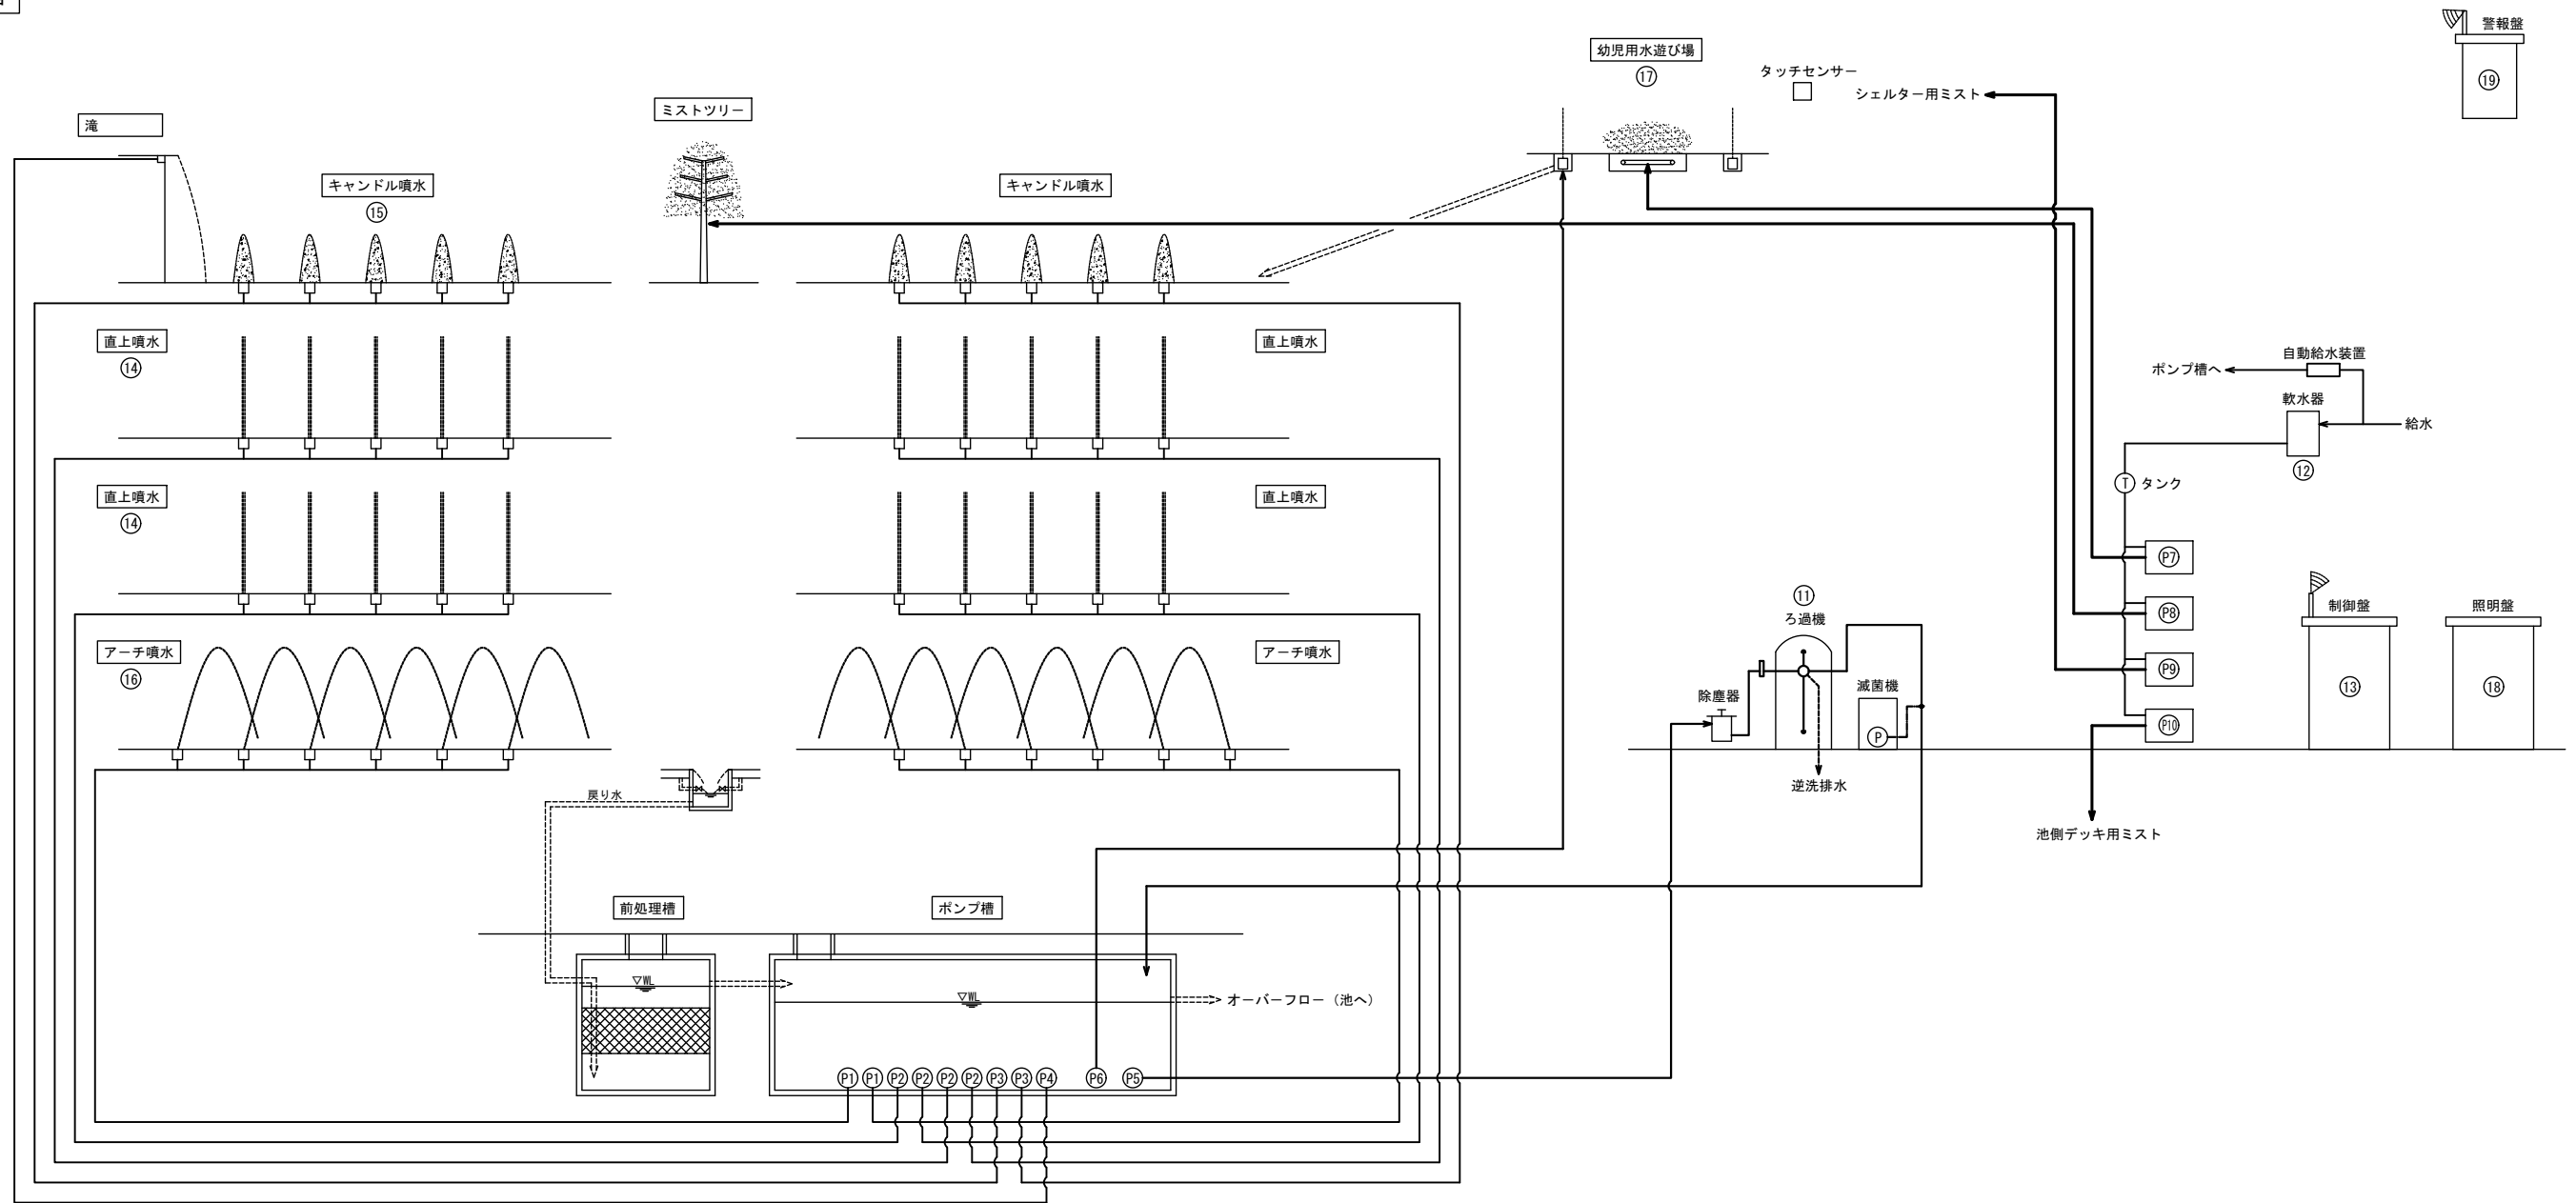 警報盤
⑲
幼児用水遊び場
⑰
タッチセンサー
シェルター用ミスト
ミストツリー
滝
キャンドル噴水
⑮
キャンドル噴水
直上噴水
⑭
直上噴水
自動給水装置
ポンプ槽へ
軟水器
給水
⑫
T タンク
直上噴水
⑭
直上噴水
P7
P8
P9
P10
⑪
ろ過機
制御盤
⑬
照明盤
⑱
アーチ噴水
⑯
アーチ噴水
除塵器
滅菌機
P
逆洗排水
池側デッキ用ミスト
戻り水
前処理槽
ポンプ槽
▽WL
▽WL
オーバーフロー（池へ）
P1 P1 P2 P2 P2 P2 P3 P3 P4 P6 P5